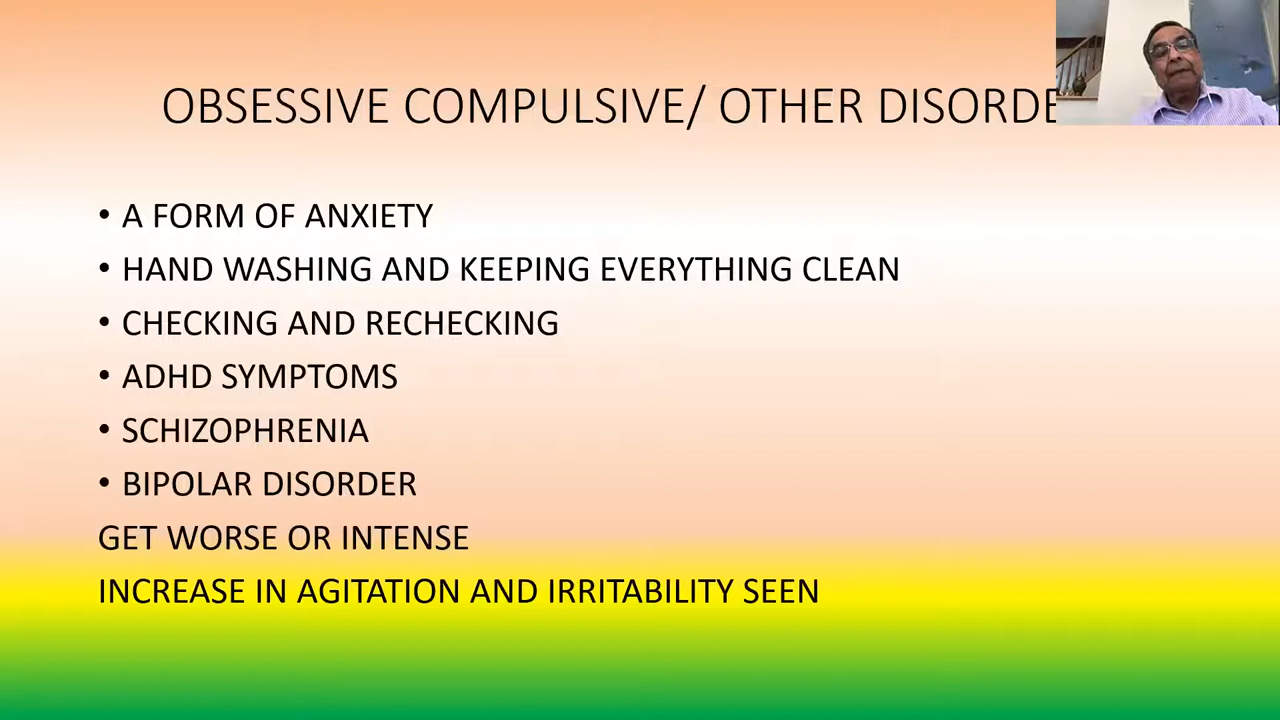 OBSESSIVE COMPULSIVE/ OTHER
• A FORM OF ANXIETY
• HAND WASHING AND KEEPING EVERYTHING CLEAN
• CHECKING AND RECHECKING
• ADHD SYMPTOMS
• SCHIZOPHRENIA
• BIPOLAR DISORDER
GET WORSE OR INTENSE
INCREASE IN AGITATION AND IRRITABILITY SEEN